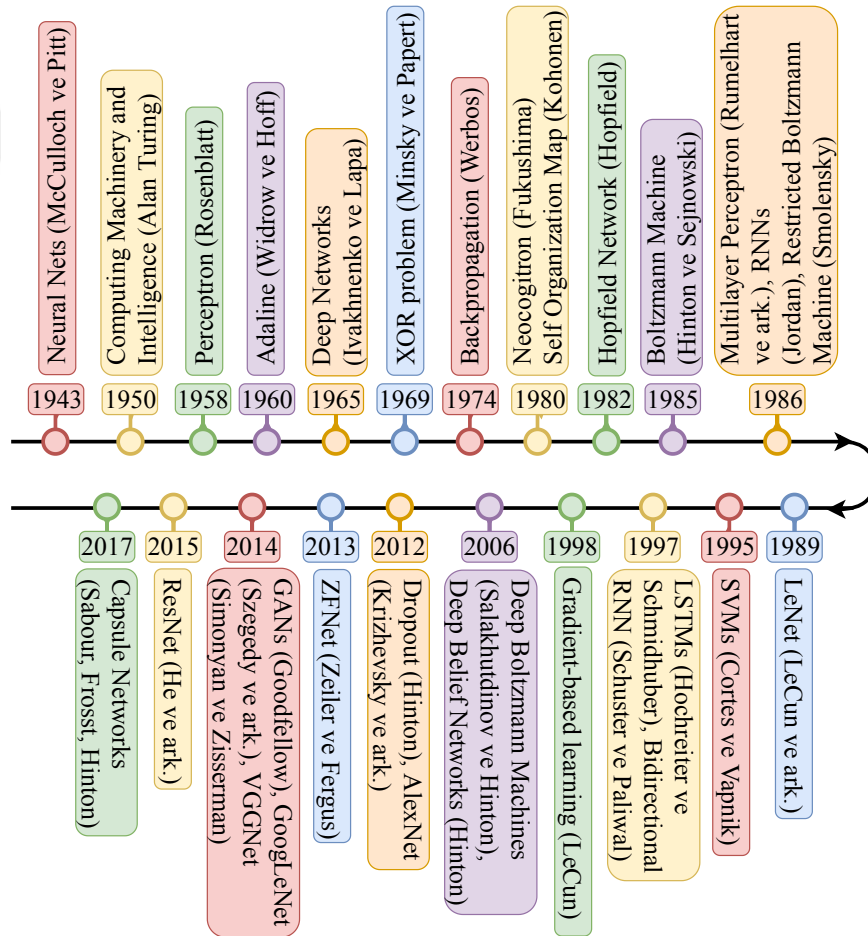 Neural Nets (McCulloch ve Pitt)
1943
Computing Machinery and
Intelligence (Alan Turing)
1950
Perceptron (Rosenblatt)
1958
Adaline (Widrow ve Hoff)
1960
Deep Networks
(Ivakhnenko ve Lapa)
1965
XOR problem (Minsky ve Papert)
1969
Backpropagation (Werbos)
1974
Neocogitron (Fukushima)
Self Organization Map (Kohonen)
1980
Hopfield Network (Hopfield)
1982
Boltzmann Machine
(Hinton ve Sejnowski)
1985
Multilayer Perceptron (Rumelhart
ve ark.), RNNs
(Jordan), Restricted Boltzmann
Machine (Smolensky)
1986
1989
LeNet (LeCun ve ark.)
1995
SVMs (Cortes ve Vapnik)
1997
LSTMs (Hochreiter ve
Schmidhuber), Bidirectional
RNN (Schuster ve Paliwal)
1998
Gradient-based learning (LeCun)
2006
Deep Boltzmann Machines
(Salakhutdinov ve Hinton),
Deep Belief Networks (Hinton)
2012
Dropout (Hinton), AlexNet
(Krizhevsky ve ark.)
2013
ZFNet (Zeiler ve Fergus)
2014
GANs (Goodfellow), GoogLeNet
(Szegedy ve ark.), VGGNet
(Simonyan ve Zisserman)
2015
ResNet (He ve ark.)
2017
Capsule Networks
(Sabour, Frosst, Hinton)